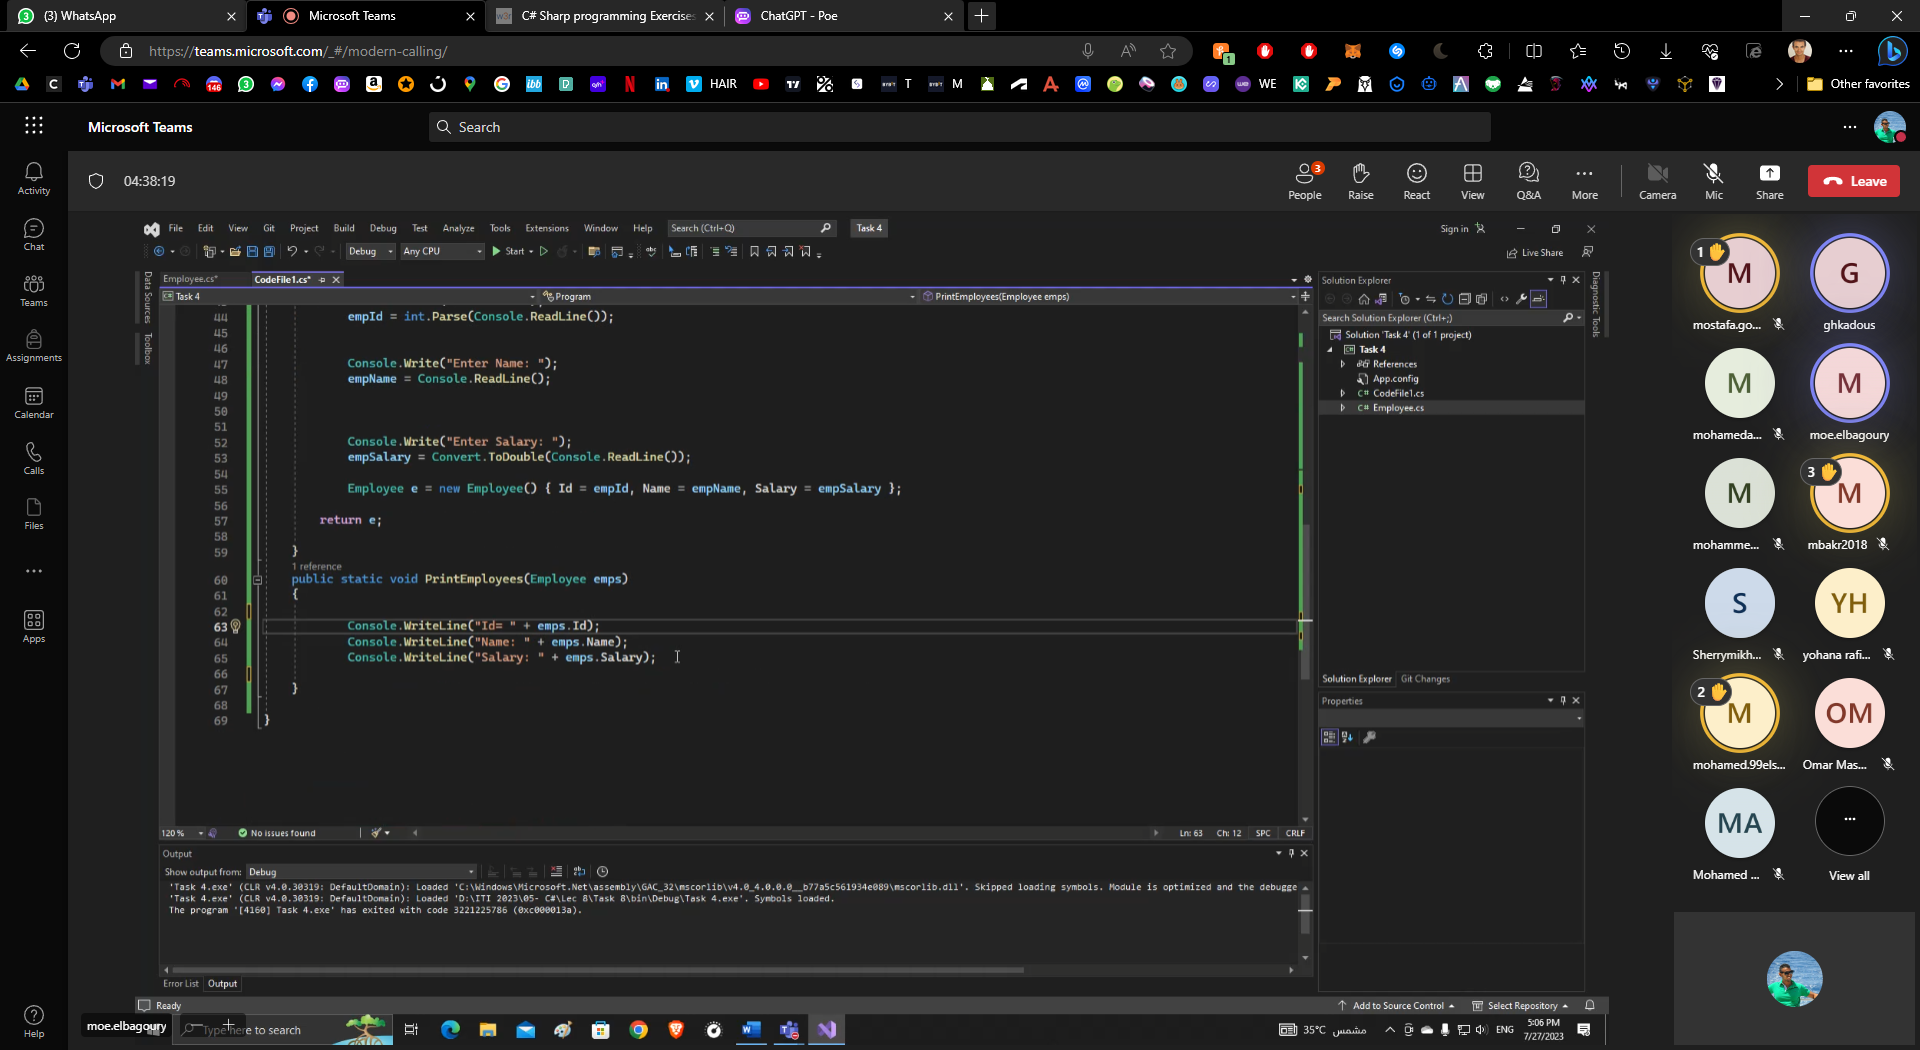 (3) WhatsApp
Microsoft Teams
C# Sharp programming Exercises
ChatGPT - Poe
https://teams.microsoft.com/_#/modern-calling/
1
146
ibb
HAIR
T
M
WE
Other favorites
Microsoft Teams
Search
Activity
Chat
Teams
Assignments
Calendar
Calls
Files
Apps
Help
04:38:19
3
People
Raise
React
View
Q&A
More
Camera
Mic
Share
Leave
File Edit View Git Project Build Debug Test Analyze Tools Extensions Window Help Search (Ctrl+Q) Task 4 Sign in
Debug Any CPU Start Live Share
Data Sources
Toolbox
Employee.cs*
CodeFile1.cs*
Task 4 Program PrintEmployees(Employee emps)
44 empId = int.Parse(Console.ReadLine());
45
46
47 Console.Write("Enter Name: ");
48 empName = Console.ReadLine();
49
50
51
52 Console.Write("Enter Salary: ");
53 empSalary = Convert.ToDouble(Console.ReadLine());
54
55 Employee e = new Employee() { Id = empId, Name = empName, Salary = empSalary };
56
57 return e;
58
59 }
1 reference
60 public static void PrintEmployees(Employee emps)
61 {
62
63 Console.WriteLine("Id= " + emps.Id);
64 Console.WriteLine("Name: " + emps.Name);
65 Console.WriteLine("Salary: " + emps.Salary);
66
67 }
68
69 }
120 % No issues found Ln: 63 Ch: 12 SPC CRLF
Output
Show output from: Debug
'Task 4.exe' (CLR v4.0.30319: DefaultDomain): Loaded 'C:\Windows\Microsoft.Net\assembly\GAC_32\mscorlib\v4.0_4.0.0.0__b77a5c561934e089\mscorlib.dll'. Skipped loading symbols. Module is optimized and the debugge
'Task 4.exe' (CLR v4.0.30319: DefaultDomain): Loaded 'D:\ITI 2023\05- C#\Lec 8\Task 8\bin\Debug\Task 4.exe'. Symbols loaded.
The program '[4160] Task 4.exe' has exited with code 3221225786 (0xc000013a).
Error List Output
Ready
Add to Source Control
Select Repository
Solution Explorer
Search Solution Explorer (Ctrl+;)
Solution 'Task 4' (1 of 1 project)
Task 4
References
App.config
C# CodeFile1.cs
C# Employee.cs
Diagnostic Tools
Solution Explorer Git Changes
Properties
moe.elbagoury
Type here to search
35°C مشمس
ENG
5:06 PM
7/27/2023
1
M
mostafa.go...
G
ghkadous
M
mohameda...
M
moe.elbagoury
M
mohamme...
3
M
mbakr2018
S
Sherrymikh...
YH
yohana rafi...
2
M
mohamed.99els...
OM
Omar Mas...
MA
Mohamed ...
View all